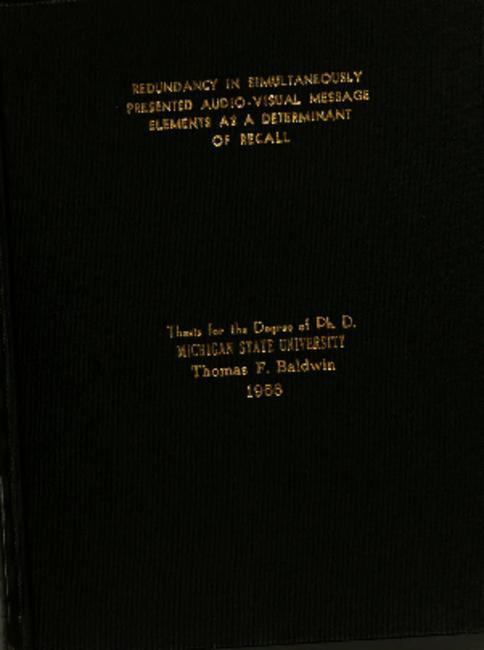 REDUNDANCY IN SIMULTANEOUSLY
PRESENTED AUDIO-VISUAL MESSAGE
ELEMENTS AS A DETERMINANT
OF RECALL
Thesis for the Degree of Ph. D.
MICHIGAN STATE UNIVERSITY
Thomas F. Baldwin